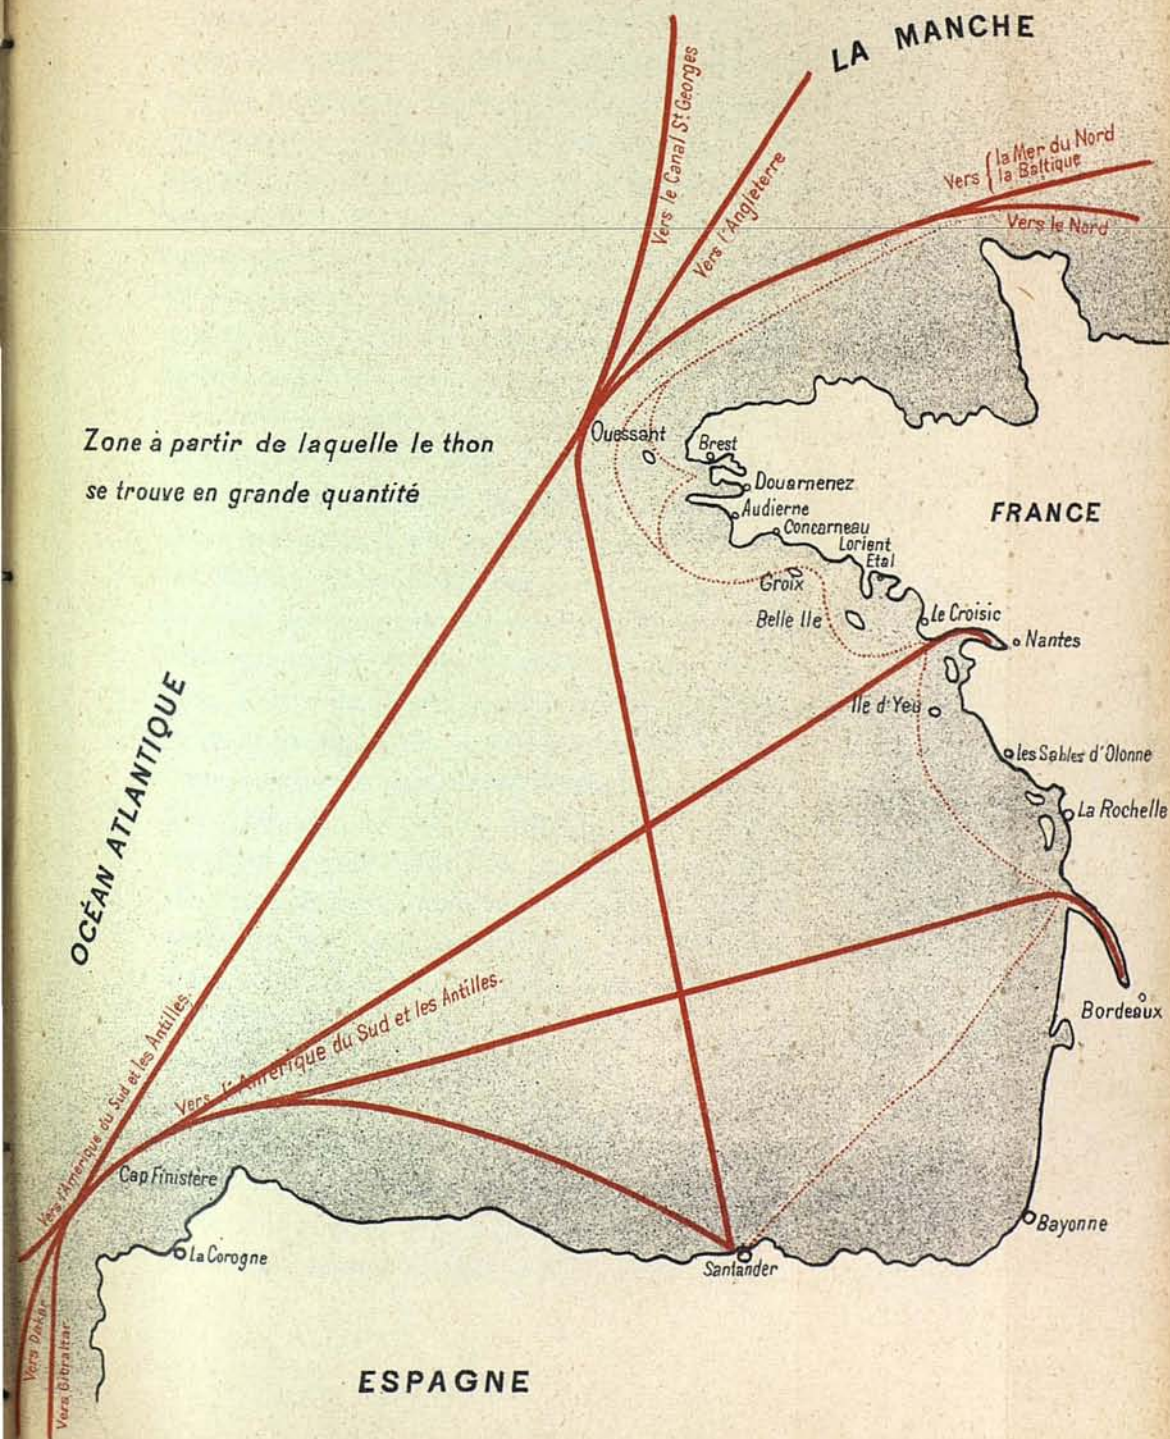 LA MANCHE
Vers le Canal St Georges
Vers l'Angleterre
Vers { la Mer du Nord
la Baltique
Vers le Nord
Zone à partir de laquelle le thon
se trouve en grande quantité
Ouessant
Brest
Douarnenez
Audierne
Concarneau
Lorient
Etal
FRANCE
Groix
Belle Ile
Le Croisic
Nantes
Ile d'Yeu
les Sables d'Olonne
La Rochelle
OCÉAN ATLANTIQUE
Vers l'Amérique du Sud et les Antilles.
Vers l'Amérique du Sud et les Antilles.
Bordeaux
Cap Finistère
La Corogne
Santander
Bayonne
Vers Dakar
Vers Gibraltar
ESPAGNE